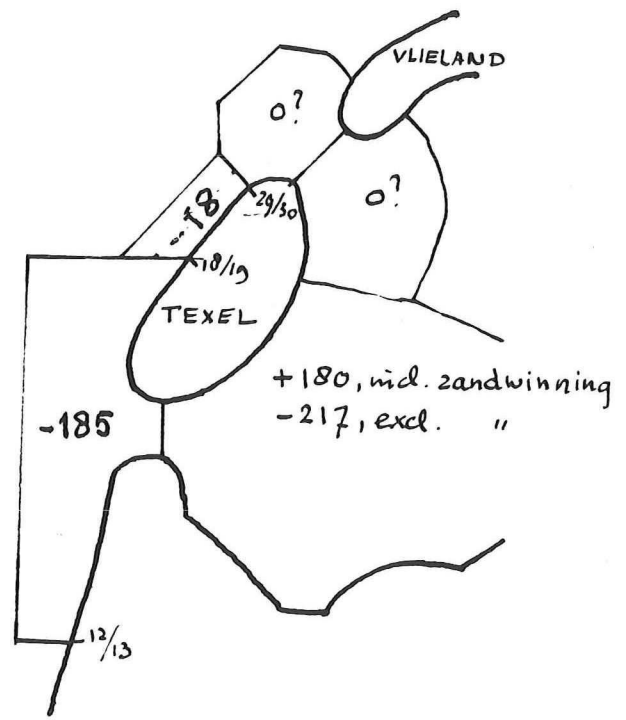 VLIELAND
0?
0?
-18
29/30
18/19
TEXEL
+180, incl. zandwinning
-217, excl. "
-185
12/13